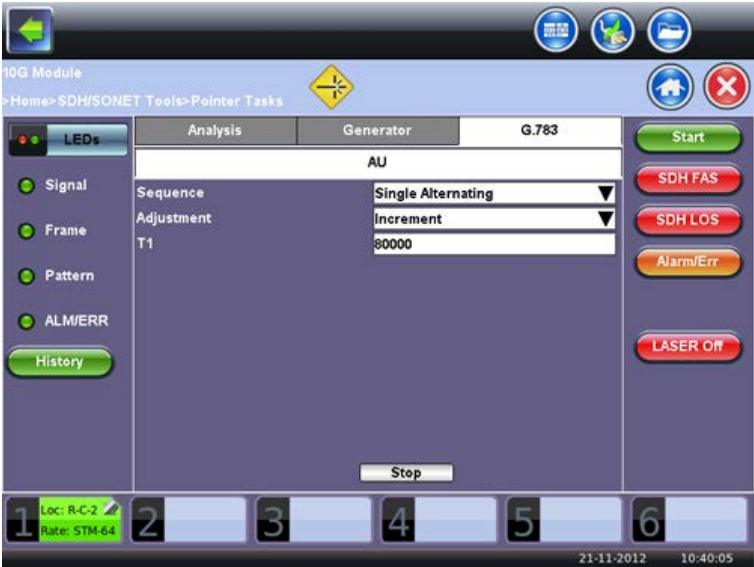 10G Module
>Home>SDH/SONET Tools>Pointer Tasks
LEDs
Analysis
Generator
G.783
Start
AU
Signal
Sequence
Single Alternating
SDH FAS
Adjustment
Increment
SDH LOS
Frame
T1
80000
Alarm/Err
Pattern
ALM/ERR
LASER Off
History
Stop
1
Loc: R-C-2
Rate: STM-64
2
3
4
5
6
21-11-2012 10:40:05